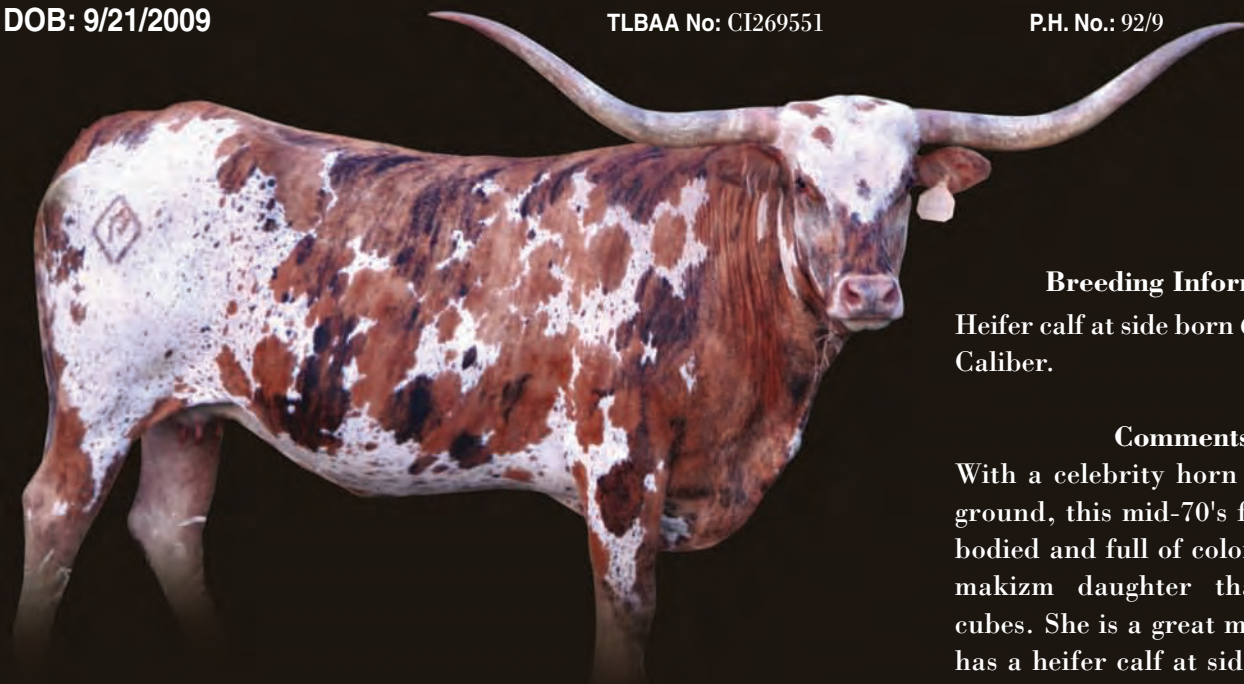 DOB: 9/21/2009 TLBAA No: CI269551 P.H. No.: 92/9
Breeding Infor
Heifer calf at side born
Caliber.
Comments
With a celebrity horn
ground, this mid-70's f
bodied and full of colo
makizm daughter tha
cubes. She is a great m
has a heifer calf at sid